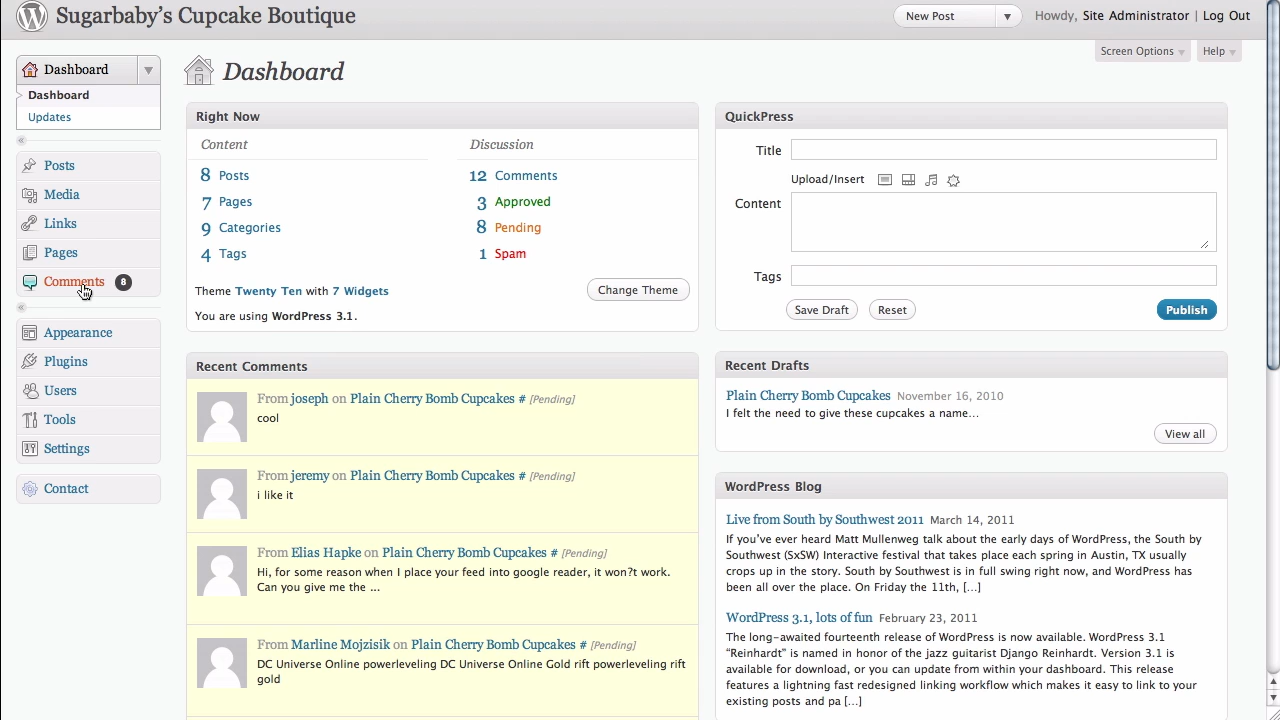 Sugarbaby's Cupcake Boutique
New Post
Howdy, Site Administrator | Log Out
Screen Options
Help
Dashboard
Dashboard
Updates
Posts
Media
Links
Pages
Comments 8
Appearance
Plugins
Users
Tools
Settings
Contact
Dashboard
Right Now
Content
Discussion
8 Posts
12 Comments
7 Pages
3 Approved
9 Categories
8 Pending
4 Tags
1 Spam
Theme Twenty Ten with 7 Widgets
Change Theme
You are using WordPress 3.1.
Recent Comments
From joseph on Plain Cherry Bomb Cupcakes # [Pending]
cool
From jeremy on Plain Cherry Bomb Cupcakes # [Pending]
i like it
From Elias Hapke on Plain Cherry Bomb Cupcakes # [Pending]
Hi, for some reason when I place your feed into google reader, it won?t work.
Can you give me the ...
From Marline Mojzisik on Plain Cherry Bomb Cupcakes # [Pending]
DC Universe Online powerleveling DC Universe Online Gold rift powerleveling rift
gold
QuickPress
Title
Upload/Insert
Content
Tags
Save Draft
Reset
Publish
Recent Drafts
Plain Cherry Bomb Cupcakes November 16, 2010
I felt the need to give these cupcakes a name…
View all
WordPress Blog
Live from South by Southwest 2011 March 14, 2011
If you've ever heard Matt Mullenweg talk about the early days of WordPress, the South by
Southwest (SxSW) Interactive festival that takes place each spring in Austin, TX usually
crops up in the story. South by Southwest is in full swing right now, and WordPress has
been all over the place. On Friday the 11th, […]
WordPress 3.1, lots of fun February 23, 2011
The long-awaited fourteenth release of WordPress is now available. WordPress 3.1
“Reinhardt” is named in honor of the jazz guitarist Django Reinhardt. Version 3.1 is
available for download, or you can update from within your dashboard. This release
features a lightning fast redesigned linking workflow which makes it easy to link to your
existing posts and pa […]